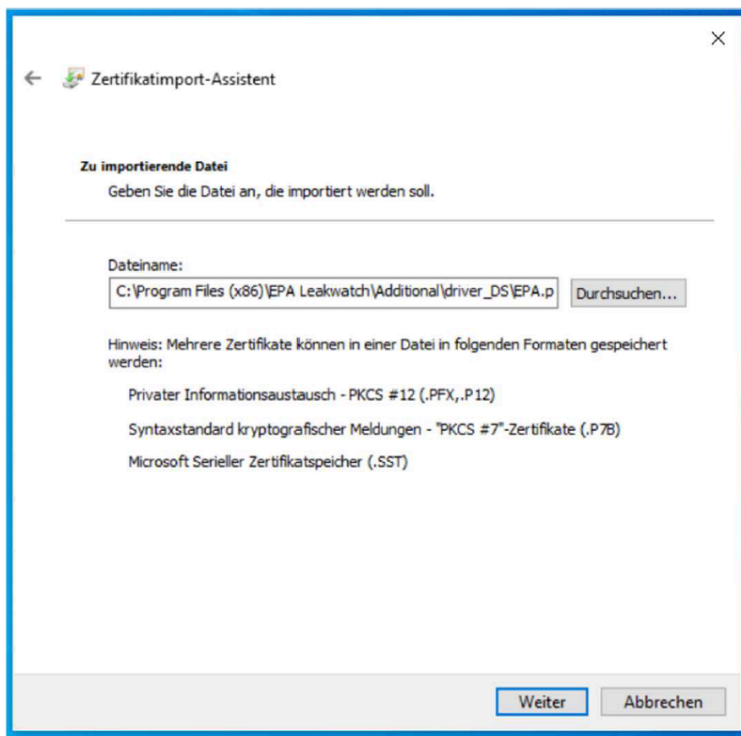 Zertifikatimport-Assistent
Zu importierende Datei
Geben Sie die Datei an, die importiert werden soll.
Dateiname:
C:\Program Files (x86)\EPA Leakwatch\Additional\driver_DS\EPA.p
Durchsuchen...
Hinweis: Mehrere Zertifikate können in einer Datei in folgenden Formaten gespeichert
werden:
Privater Informationsaustausch - PKCS #12 (.PFX,.P12)
Syntaxstandard kryptografischer Meldungen - "PKCS #7"-Zertifikate (.P7B)
Microsoft Serieller Zertifikatspeicher (.SST)
Weiter
Abbrechen